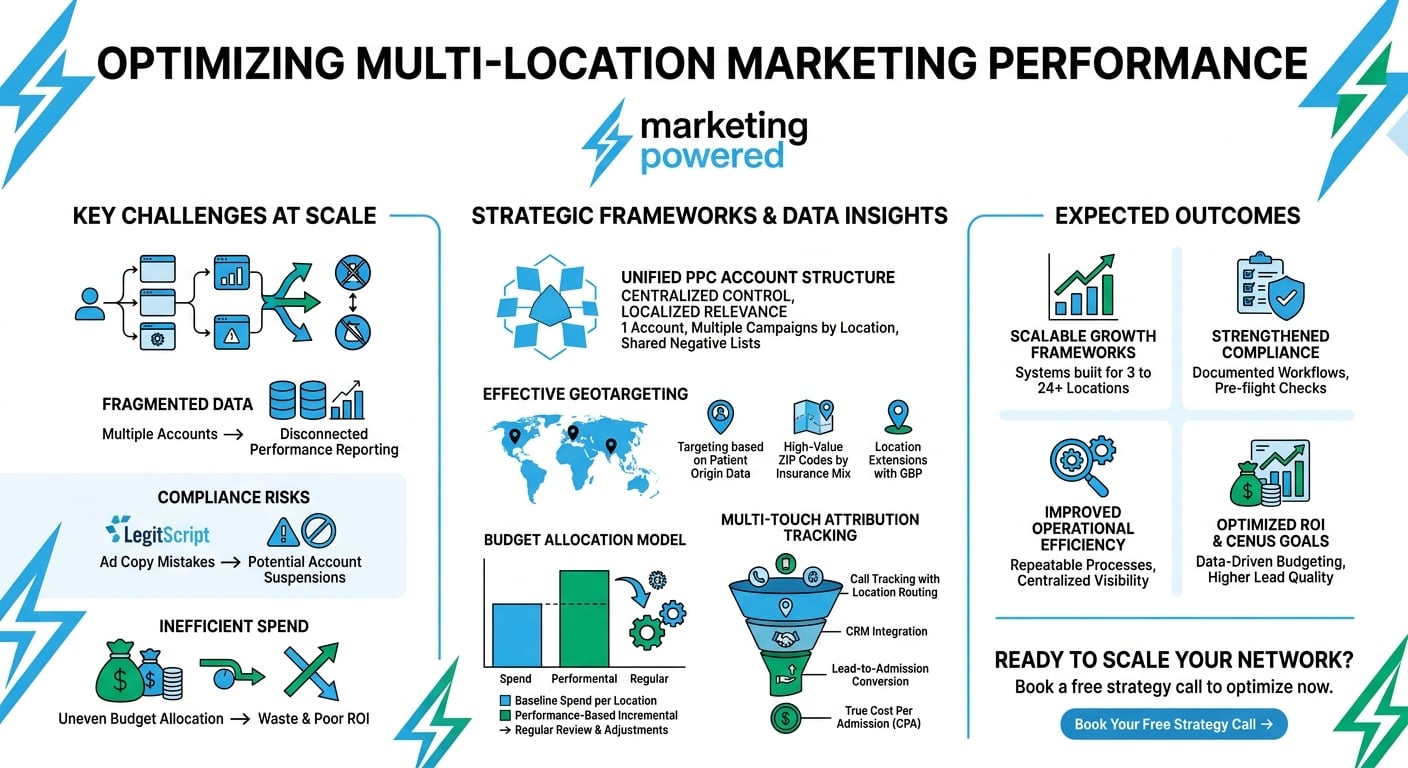 OPTIMIZING MULTI-LOCATION MARKETING PERFORMANCE
marketing
powered
KEY CHALLENGES AT SCALE
FRAGMENTED DATA
Multiple Accounts → Disconnected
Performance Reporting
COMPLIANCE RISKS
LegitScript
Ad Copy Mistakes → Potential Account
Suspensions
INEFFICIENT SPEND
Uneven Budget Allocation → Waste & Poor ROI
STRATEGIC FRAMEWORKS & DATA INSIGHTS
UNIFIED PPC ACCOUNT STRUCTURE
CENTRALIZED CONTROL,
LOCALIZED RELEVANCE
1 Account, Multiple Campaigns by Location,
Shared Negative Lists
EFFECTIVE GEOTARGETING
Targeting based
on Patient
Origin Data
High-Value
ZIP Codes by
Insurance Mix
Location
Extensions
with GBP
BUDGET ALLOCATION MODEL
Spend Performental Regular
Baseline Spend per Location
Performance-Based Incremental
→ Regular Review & Adjustments
MULTI-TOUCH ATTRIBUTION
TRACKING
Call Tracking with
Location Routing
CRM Integration
Lead-to-Admission
Conversion
True Cost Per
Admission (CPA)
EXPECTED OUTCOMES
SCALABLE GROWTH
FRAMEWORKS
Systems built for 3 to
24+ Locations
STRENGTHENED
COMPLIANCE
Documented Workflows,
Pre-flight Checks
IMPROVED
OPERATIONAL
EFFICIENCY
Repeatable Processes,
Centralized Visibility
OPTIMIZED ROI
& CENUS GOALS
Data-Driven Budgeting,
Higher Lead Quality
READY TO SCALE YOUR NETWORK?
Book a free strategy call to optimize now.
Book Your Free Strategy Call →